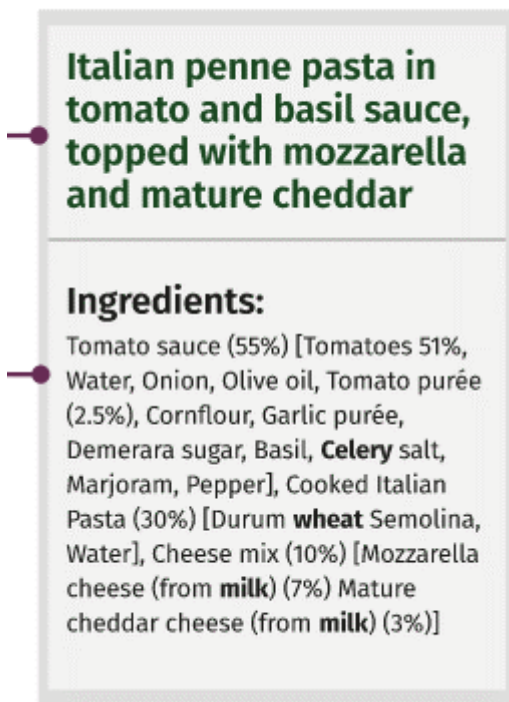 Italian penne pasta in
tomato and basil sauce,
topped with mozzarella
and mature cheddar
Ingredients:
Tomato sauce (55%) [Tomatoes 51%,
Water, Onion, Olive oil, Tomato purée
(2.5%), Cornflour, Garlic purée,
Demerara sugar, Basil, Celery salt,
Marjoram, Pepper], Cooked Italian
Pasta (30%) [Durum wheat Semolina,
Water], Cheese mix (10%) [Mozzarella
cheese (from milk) (7%) Mature
cheddar cheese (from milk) (3%)]